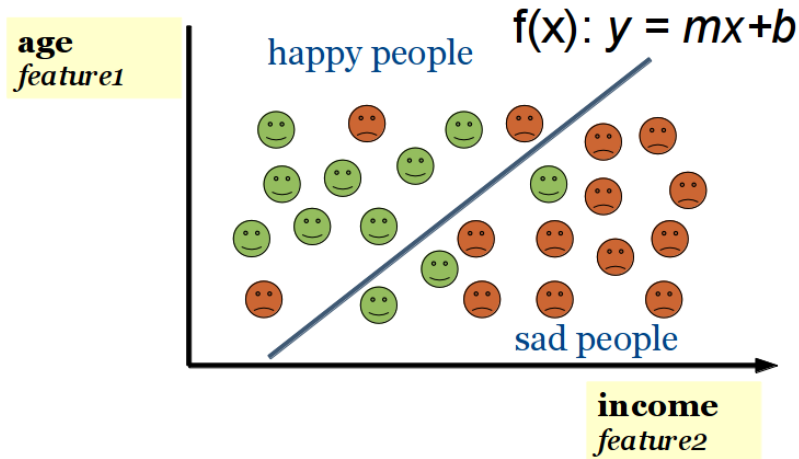 age
feature1
happy people
f(x): y = mx+b
sad people
income
feature2